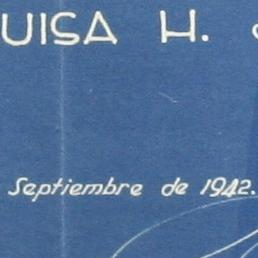 UISA H.
Septiembre de 1942.